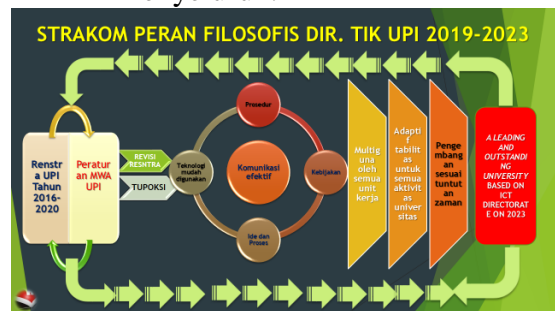 STRAKOM PERAN FILOSOFIS DIR. TIK UPI 2019-2023
Renstr
a UPI
Tahun
2016-
2020
Peratur
an MWA
UPI
REVISI
RESNTRA
TUPOKSI
Teknologi
mudah
digunakan
Prosedur
Komunikasi
efektif
Kebijakan
Ide dan
Proses
Multig
una oleh
semua
unit
kerja
Adapti
f
tabilit
as untuk
semua
aktivit
as
univer
sitas
Penge
mbang
an
sesuai
tuntut
an
zaman
A LEADING
AND
OUTSTANDI
NG
UNIVERSITY
BASED ON
ICT
DIRECTORAT
E ON 2023